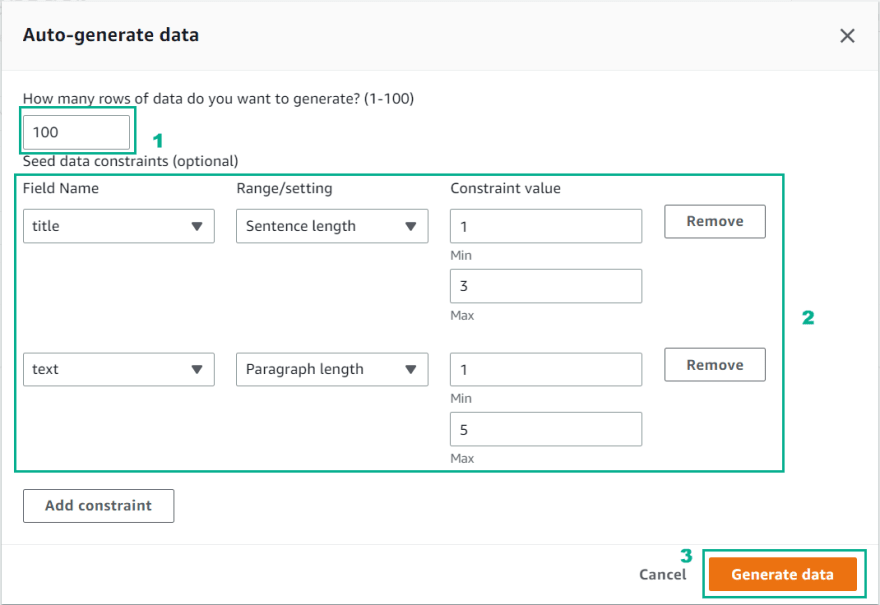 Auto-generate data
How many rows of data do you want to generate? (1-100)
100
1
Seed data constraints (optional)
Field Name Range/setting Constraint value
title Sentence length 1 Remove
Min
3
Max
2
text Paragraph length 1 Remove
Min
5
Max
Add constraint
3
Cancel Generate data